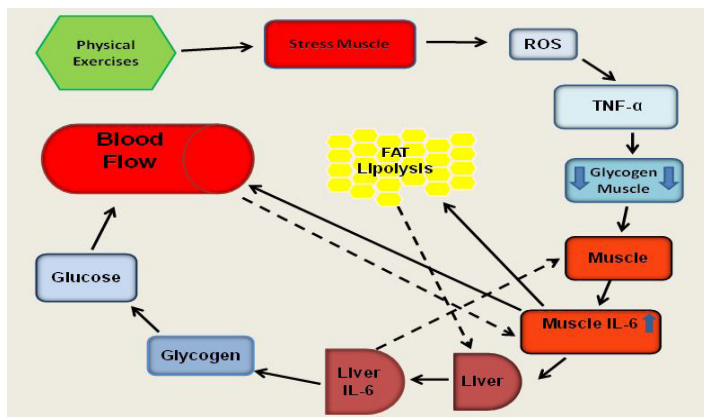 Physical
Exercises
Stress Muscle
ROS
TNF-α
Blood
Flow
FAT
Lipolysis
Glycogen
Muscle
Glucose
Muscle
Muscle IL-6
Glycogen
Liver
IL-6
Liver